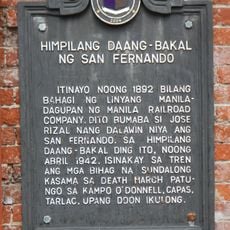 HIMPILANG DAANG-BAKAL
NG SAN FERNANDO
ITINAYO NOONG 1892 BILANG
BAHAGI NG LINYANG MANILA-
DAGUPAN NG MANILA RAILROAD
COMPANY. DITO BUMABA SI JOSE
RIZAL NANG DALAWIN NIYA ANG
SAN FERNANDO. SA HIMPILANG
DAANG-BAKAL DING ITO, NOONG
ABRIL 1942, ISINAKAY SA TREN
ANG MGA BIHAG NA SUNDALONG
KASAMA SA DEATH MARCH PATU-
NGO SA KAMPO O'DONNELL, CAPAS,
TARLAC, UPANG DOON IKULONG.